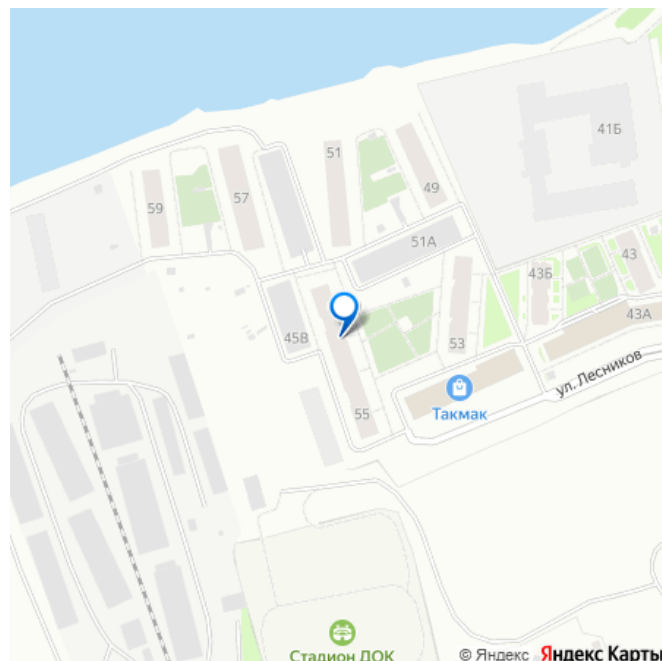 41Б
51
49
57
59
51А
43
43Б
43А
45В
53
ул. Лесников
Такмак
55
Стадион ДОК
© Яндекс Яндекс Карты